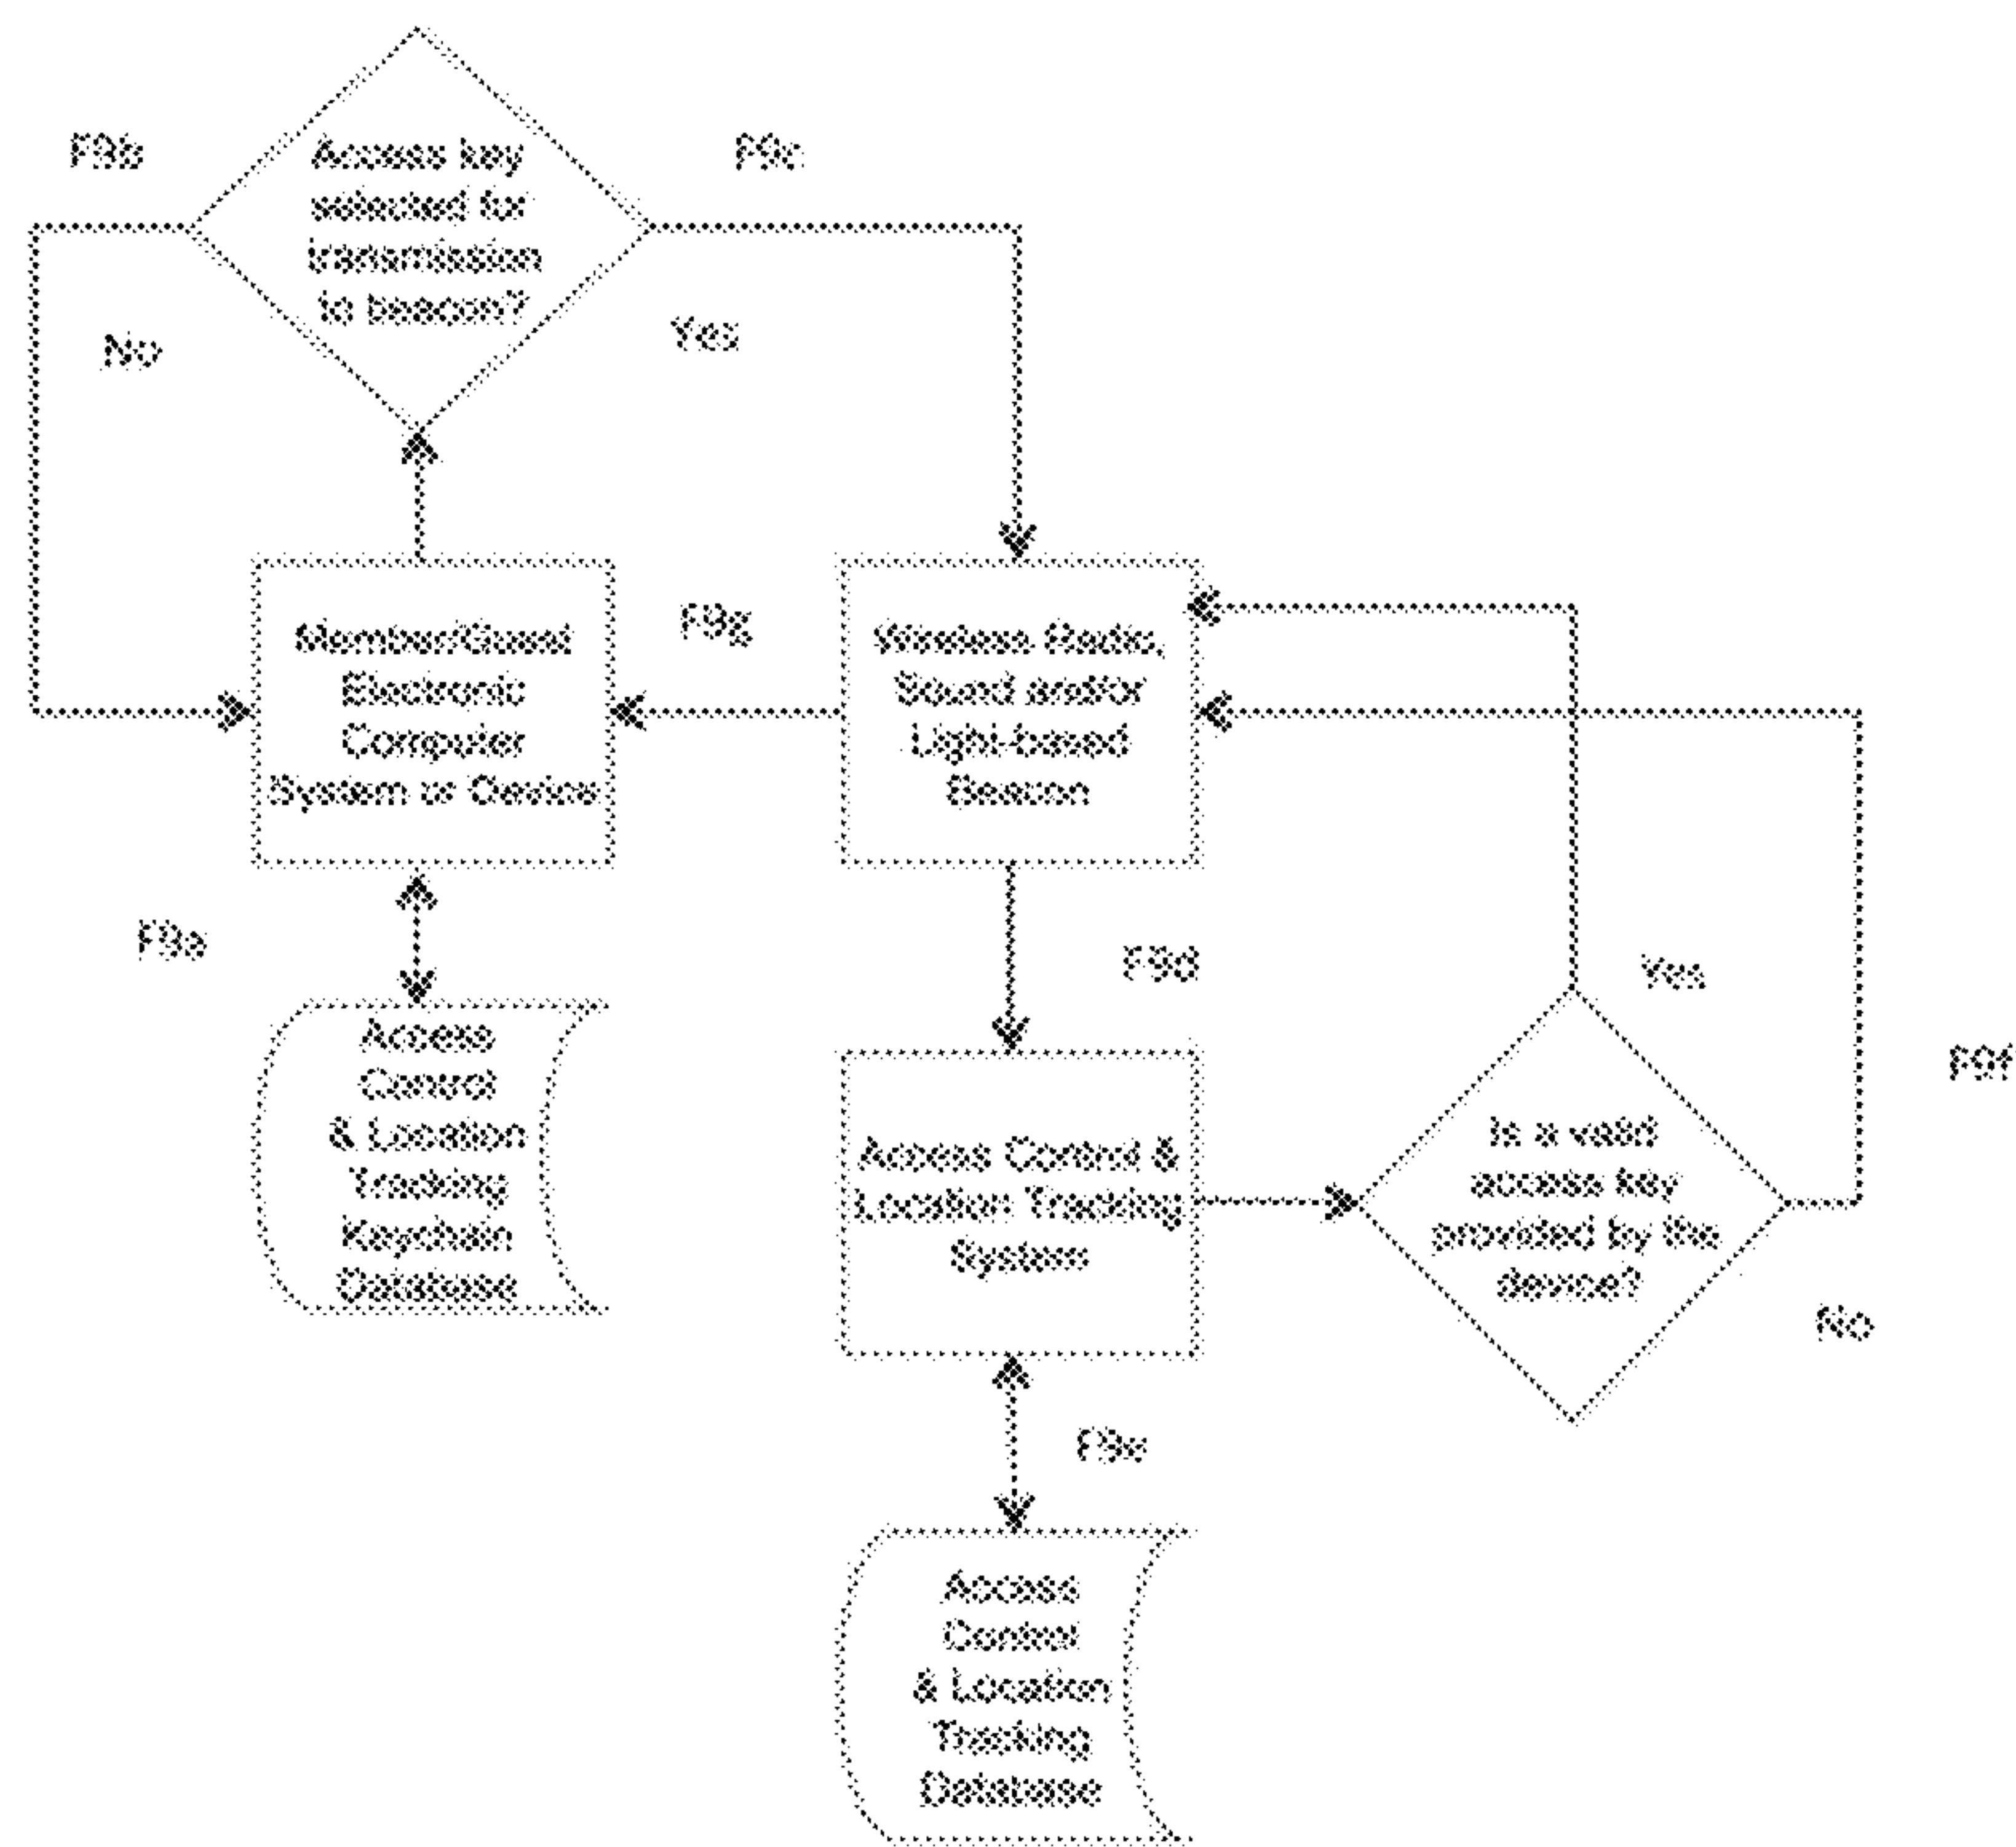 F9b
Access key
selected for
transmission
to beacon?
F9c
No
Yes
Member/Guest
Electronic
Computer
System or Device
F9g
Wireless Radio,
Sound and/or
Light-based
Beacon
F9a
Access
Control
& Location
Tracking
Keychain
Database
F9d
Yes
F9f
Access Control &
Location Tracking
System
Is a valid
access key
provided by the
device?
No
F9e
Access
Control
& Location
Tracking
Database